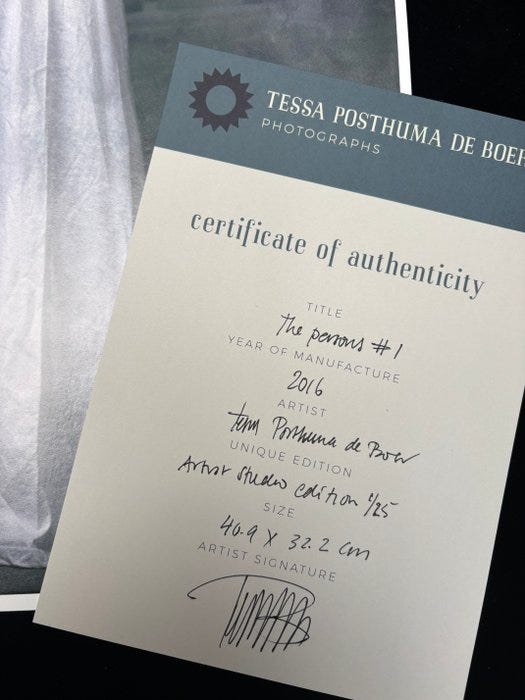 TESSA POSTHUMA DE BOER
PHOTOGRAPHS
certificate of authenticity
TITLE
The persons #1
YEAR OF MANUFACTURE
2016
ARTIST
Tessa Posthuma de Boer
UNIQUE EDITION
Artist studio edition 1/25
SIZE
40.9 X 32.2 cm
ARTIST SIGNATURE